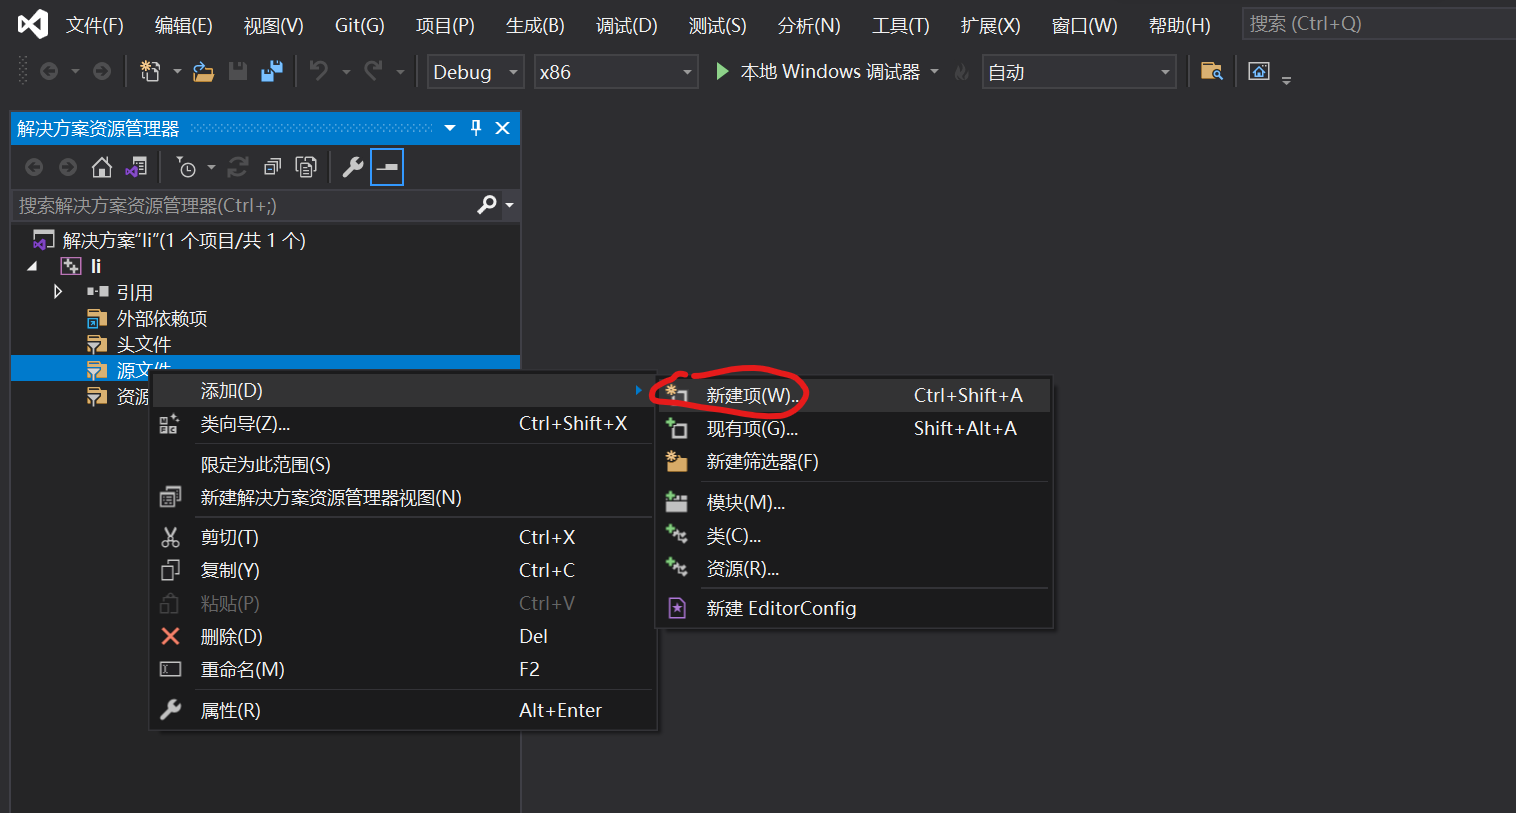 文件(F) 编辑(E) 视图(V) Git(G) 项目(P) 生成(B) 调试(D) 测试(S) 分析(N) 工具(T) 扩展(X) 窗口(W) 帮助(H) 搜索 (Ctrl+Q)
Debug x86 本地 Windows 调试器 自动
解决方案资源管理器
搜索解决方案资源管理器(Ctrl+;)
解决方案“li”(1 个项目/共 1 个)
li
引用
外部依赖项
头文件
源文件
资源
添加(D)
类向导(Z)... Ctrl+Shift+X
限定为此范围(S)
新建解决方案资源管理器视图(N)
剪切(T) Ctrl+X
复制(Y) Ctrl+C
粘贴(P) Ctrl+V
删除(D) Del
重命名(M) F2
属性(R) Alt+Enter
新建项(W)... Ctrl+Shift+A
现有项(G)... Shift+Alt+A
新建筛选器(F)
模块(M)...
类(C)...
资源(R)...
新建 EditorConfig